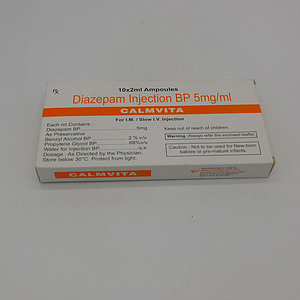 Rx
10x2ml Ampoules
Diazepam Injection BP 5mg/ml
CALMVITA
For I.M. / Slow I.V. Injection
Each ml Contains :
Diazepam BP 5mg
As Preservative
Benzyl Alcohol BP 2 % v/v
Propylene Glycol BP 68%v/v
Water for Injection BP q.s.
Dosage : As Directed by the Physician.
Store below 30°C. Protect from light.
Keep out of reach of children.
Warning :Always refer the enclosed leaflet.
Caution : Not to be used for New-born
babies or pre-mature infants.
CALMVITA